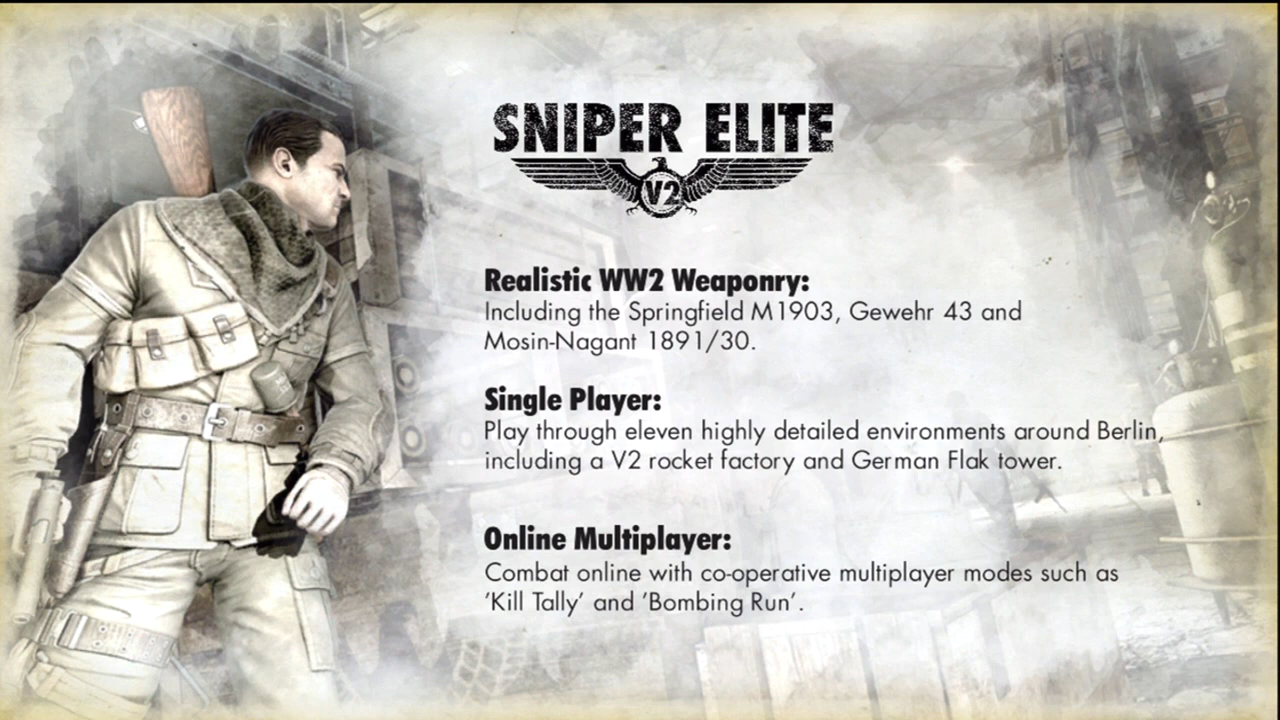 SNIPER ELITE
V2
Realistic WW2 Weaponry:
Including the Springfield M1903, Gewehr 43 and
Mosin-Nagant 1891/30.
Single Player:
Play through eleven highly detailed environments around Berlin,
including a V2 rocket factory and German Flak tower.
Online Multiplayer:
Combat online with co-operative multiplayer modes such as
‘Kill Tally’ and ‘Bombing Run’.